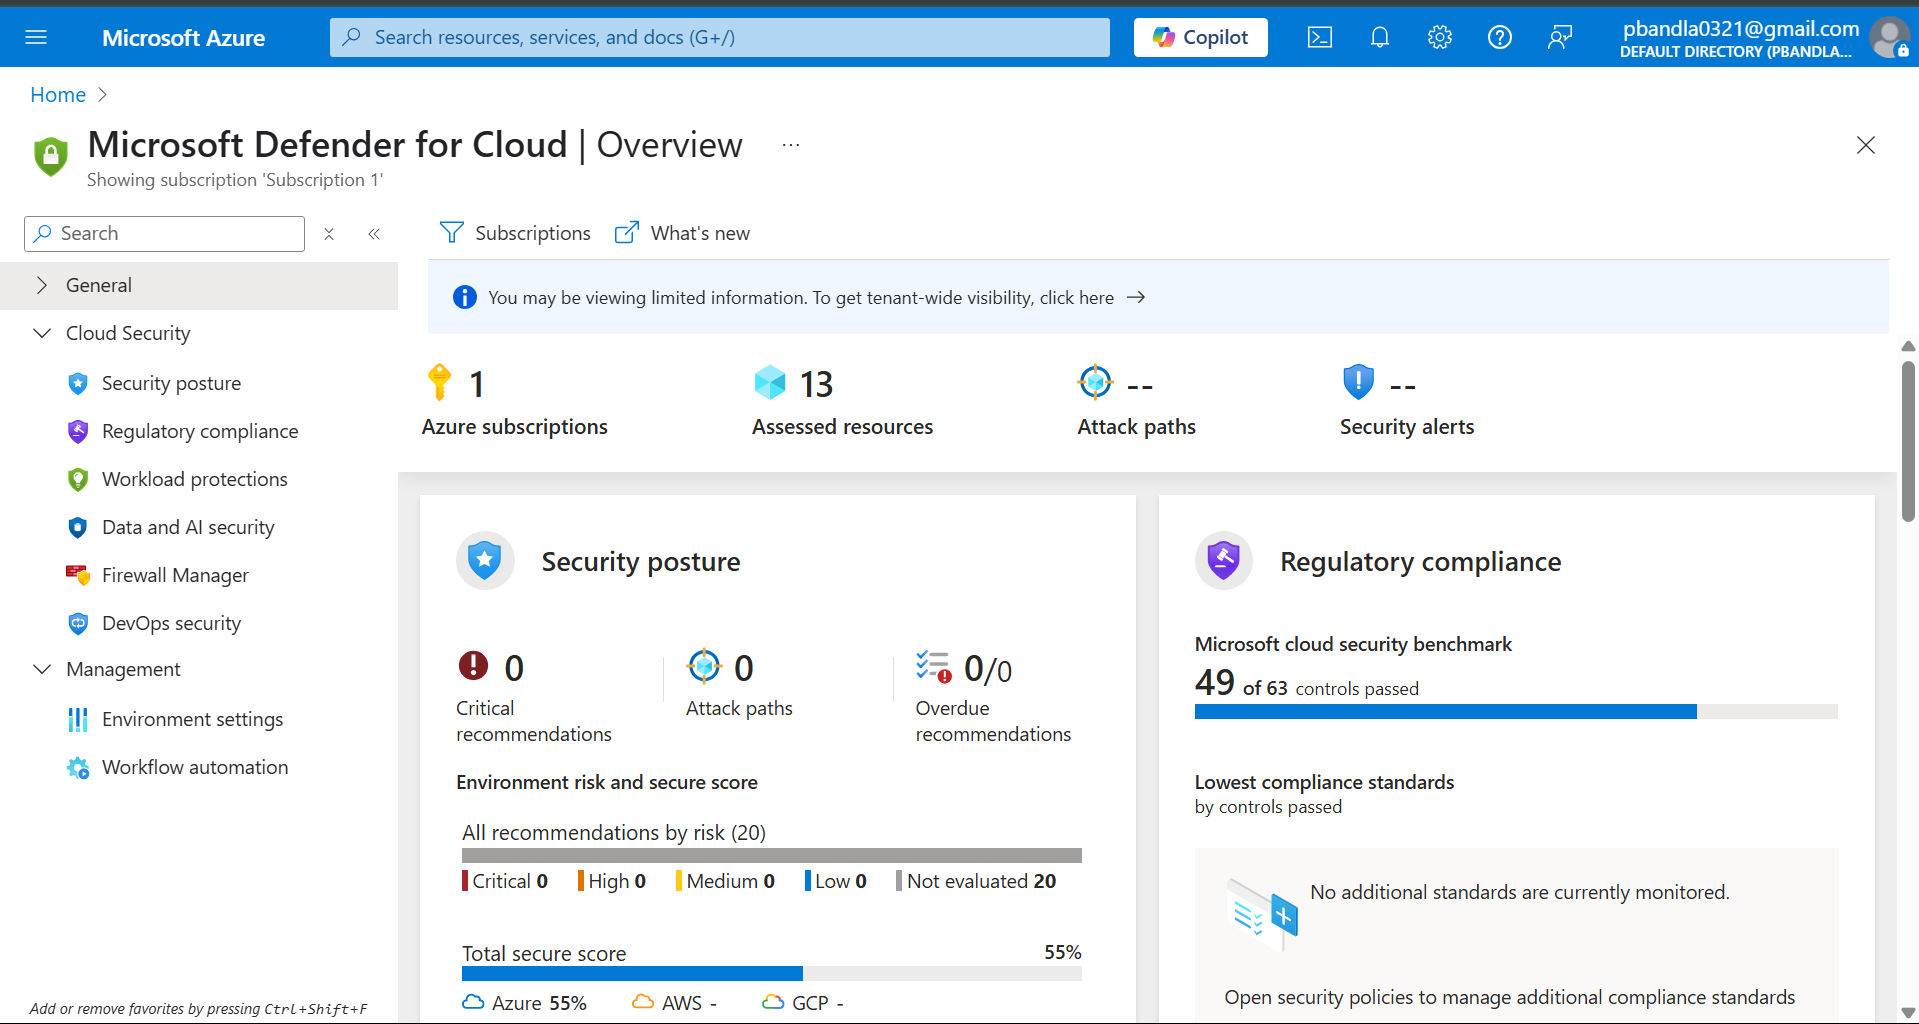 Microsoft Azure
Search resources, services, and docs (G+/)
Copilot
pbandla0321@gmail.com
DEFAULT DIRECTORY (PBANDLA...
Home
Microsoft Defender for Cloud | Overview ...
Showing subscription 'Subscription 1'
Search
General
Cloud Security
Security posture
Regulatory compliance
Workload protections
Data and AI security
Firewall Manager
DevOps security
Management
Environment settings
Workflow automation
Add or remove favorites by pressing Ctrl+Shift+F
Subscriptions
What's new
You may be viewing limited information. To get tenant-wide visibility, click here →
1
Azure subscriptions
13
Assessed resources
--
Attack paths
--
Security alerts
Security posture
0
Critical
recommendations
0
Attack paths
0/0
Overdue
recommendations
Environment risk and secure score
All recommendations by risk (20)
Critical 0 High 0 Medium 0 Low 0 Not evaluated 20
Total secure score 55%
Azure 55% AWS - GCP -
Regulatory compliance
Microsoft cloud security benchmark
49 of 63 controls passed
Lowest compliance standards
by controls passed
No additional standards are currently monitored.
Open security policies to manage additional compliance standards